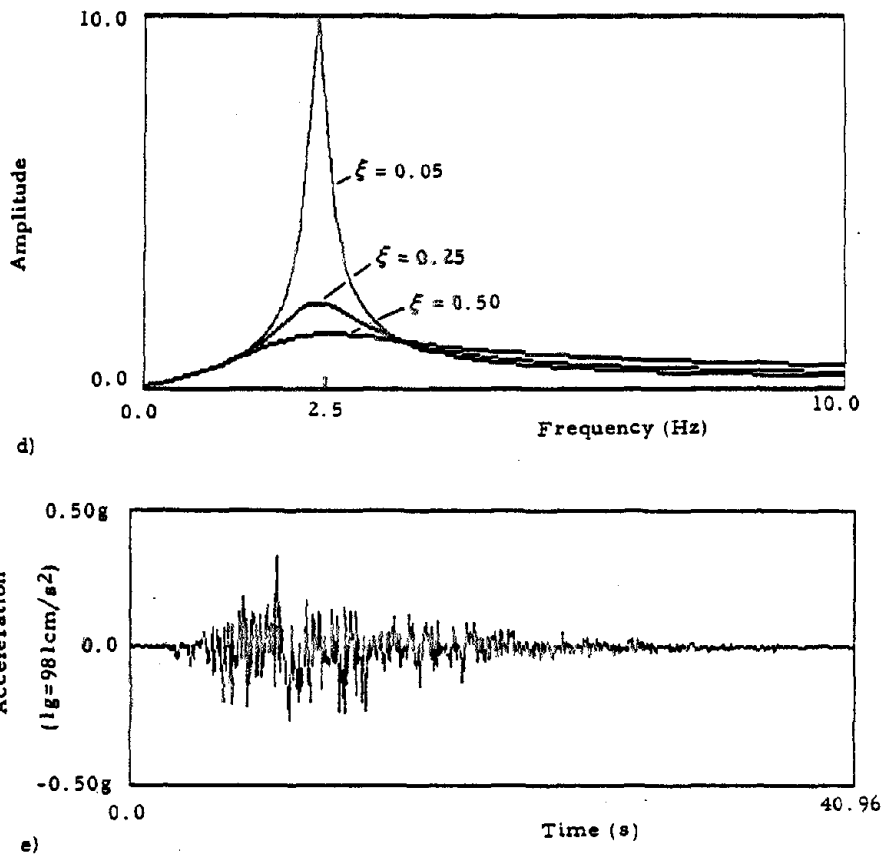 10.0
Amplitude
ξ = 0.05
ξ = 0.25
ξ = 0.50
0.0
0.0
2.5
10.0
Frequency (Hz)
d)
0.50g
Acceleration
(1g=981cm/s²)
0.0
-0.50g
0.0
40.96
Time (s)
e)